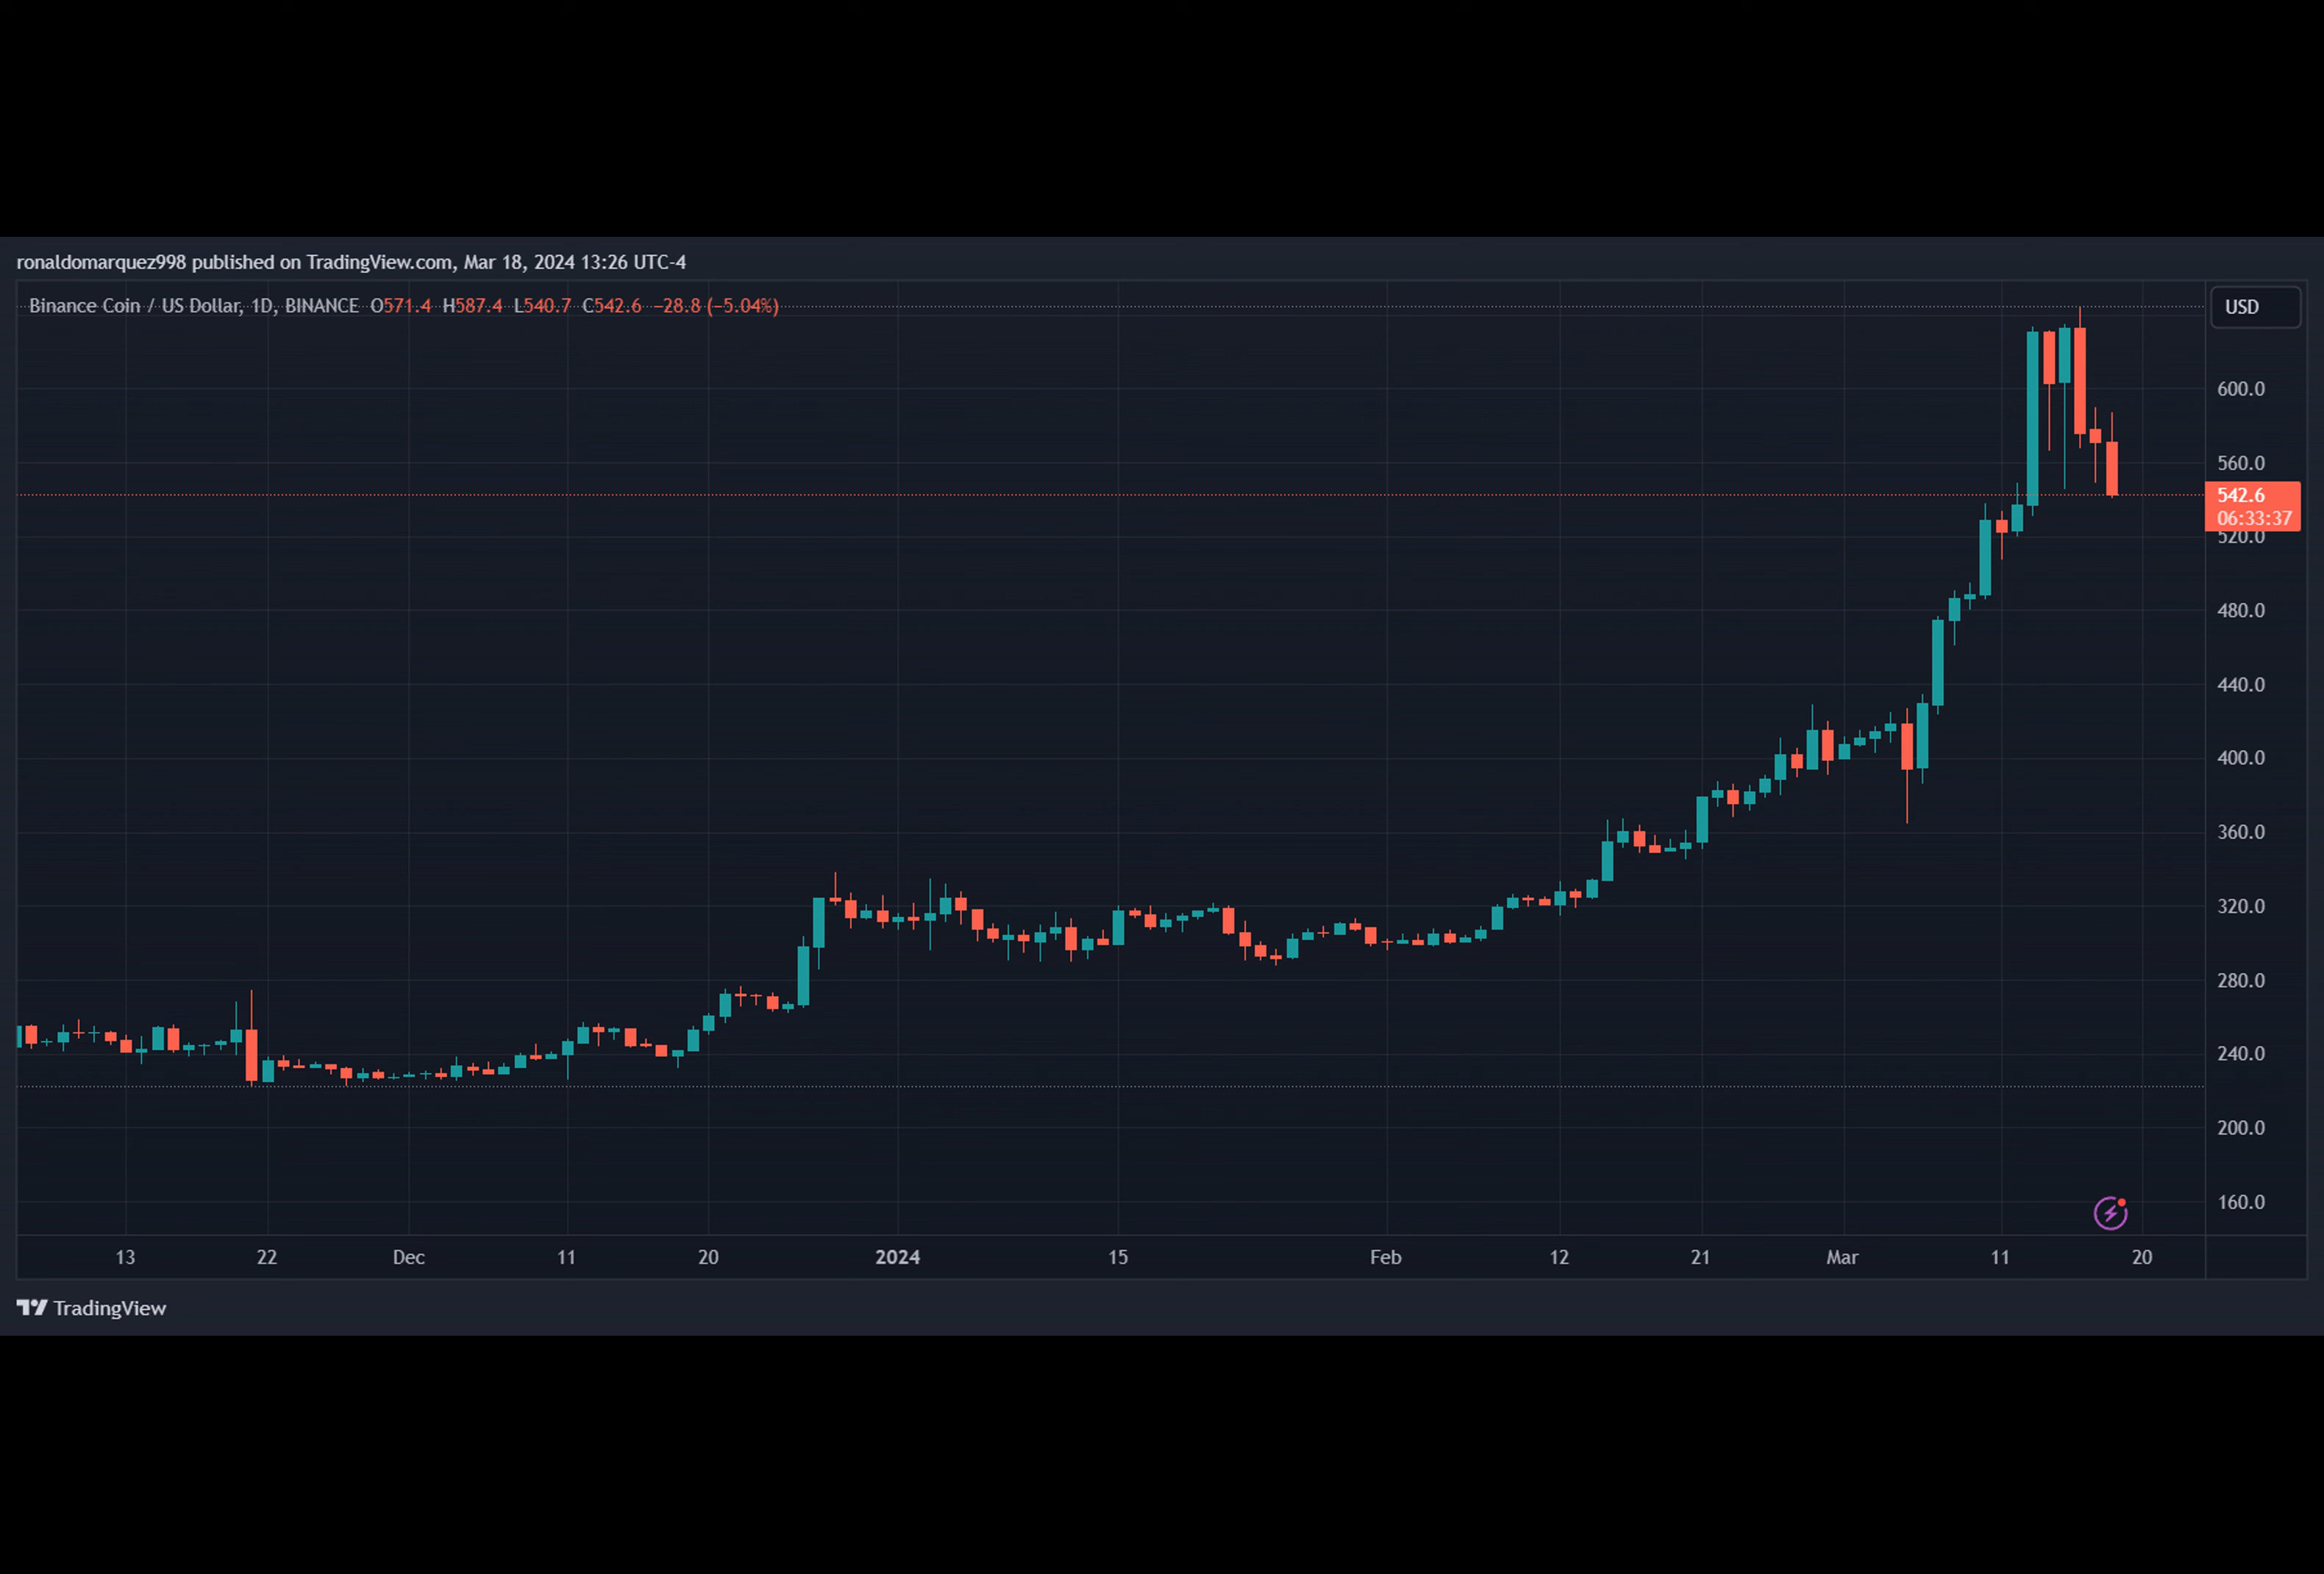 ronaldomarquez998 published on TradingView.com, Mar 18, 2024 13:26 UTC-4
Binance Coin / US Dollar, 1D, BINANCE O571.4 H587.4 L540.7 C542.6 −28.8 (−5.04%)
USD
600.0
560.0
542.6
06:33:37
520.0
480.0
440.0
400.0
360.0
320.0
280.0
240.0
200.0
160.0
13 22 Dec 11 20 2024 15 Feb 12 21 Mar 11 20
TradingView